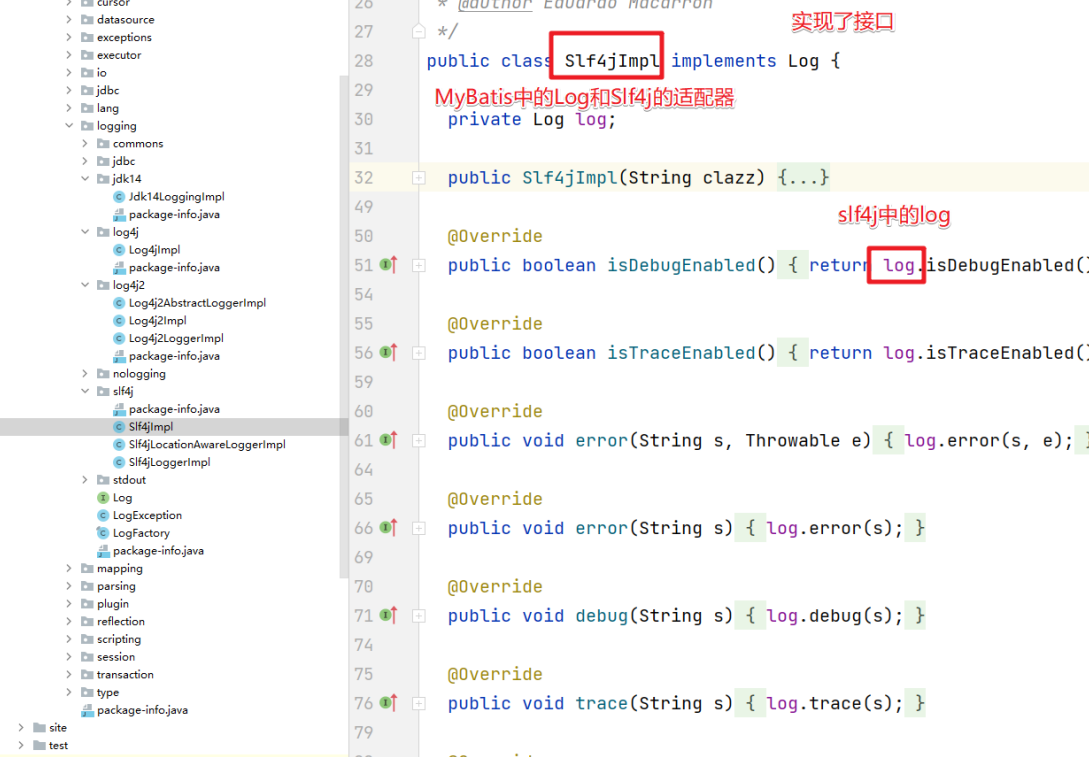 cursor
datasource
exceptions
executor
io
jdbc
lang
logging
commons
jdbc
jdk14
Jdk14LoggingImpl
package-info.java
log4j
Log4jImpl
package-info.java
log4j2
Log4j2AbstractLoggerImpl
Log4j2Impl
Log4j2LoggerImpl
package-info.java
nologging
slf4j
package-info.java
Slf4jImpl
Slf4jLocationAwareLoggerImpl
Slf4jLoggerImpl
stdout
Log
LogException
LogFactory
package-info.java
mapping
parsing
plugin
reflection
scripting
session
transaction
type
package-info.java
site
test
26 * @author Eduardo Macarron
实现了接口
27 */
28 public class Slf4jImpl implements Log {
29
MyBatis中的Log和Slf4j的适配器
30 private Log log;
31
32 public Slf4jImpl(String clazz) {...}
49
slf4j中的log
50 @Override
51 public boolean isDebugEnabled() { return log.isDebugEnabled()
54
55 @Override
56 public boolean isTraceEnabled() { return log.isTraceEnabled()
59
60 @Override
61 public void error(String s, Throwable e) { log.error(s, e); }
64
65 @Override
66 public void error(String s) { log.error(s); }
69
70 @Override
71 public void debug(String s) { log.debug(s); }
74
75 @Override
76 public void trace(String s) { log.trace(s); }
79